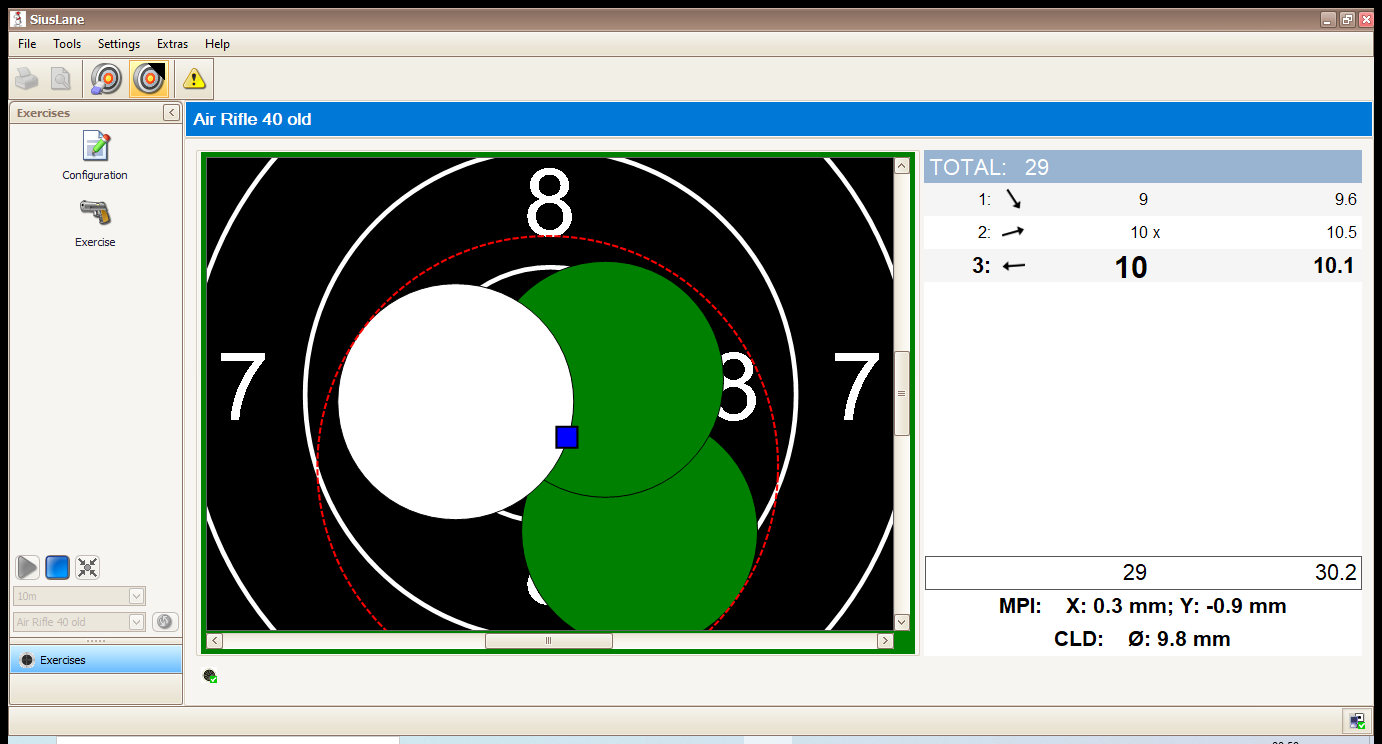 SiusLane
File Tools Settings Extras Help
Exercises
Air Rifle 40 old
Configuration
Exercise
8
7 8 7
TOTAL: 29
1: 9 9.6
2: 10 x 10.5
3: 10 10.1
29 30.2
MPI: X: 0.3 mm; Y: -0.9 mm
CLD: Ø: 9.8 mm
10m
Air Rifle 40 old
Exercises